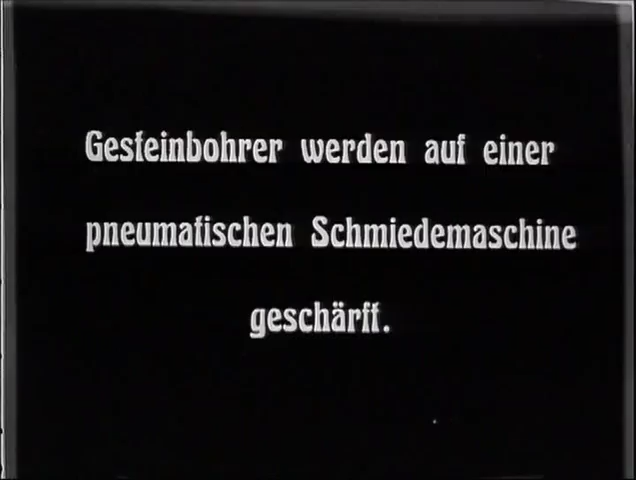 Gesteinbohrer werden auf einer
pneumatischen Schmiedemaschine
geschärft.